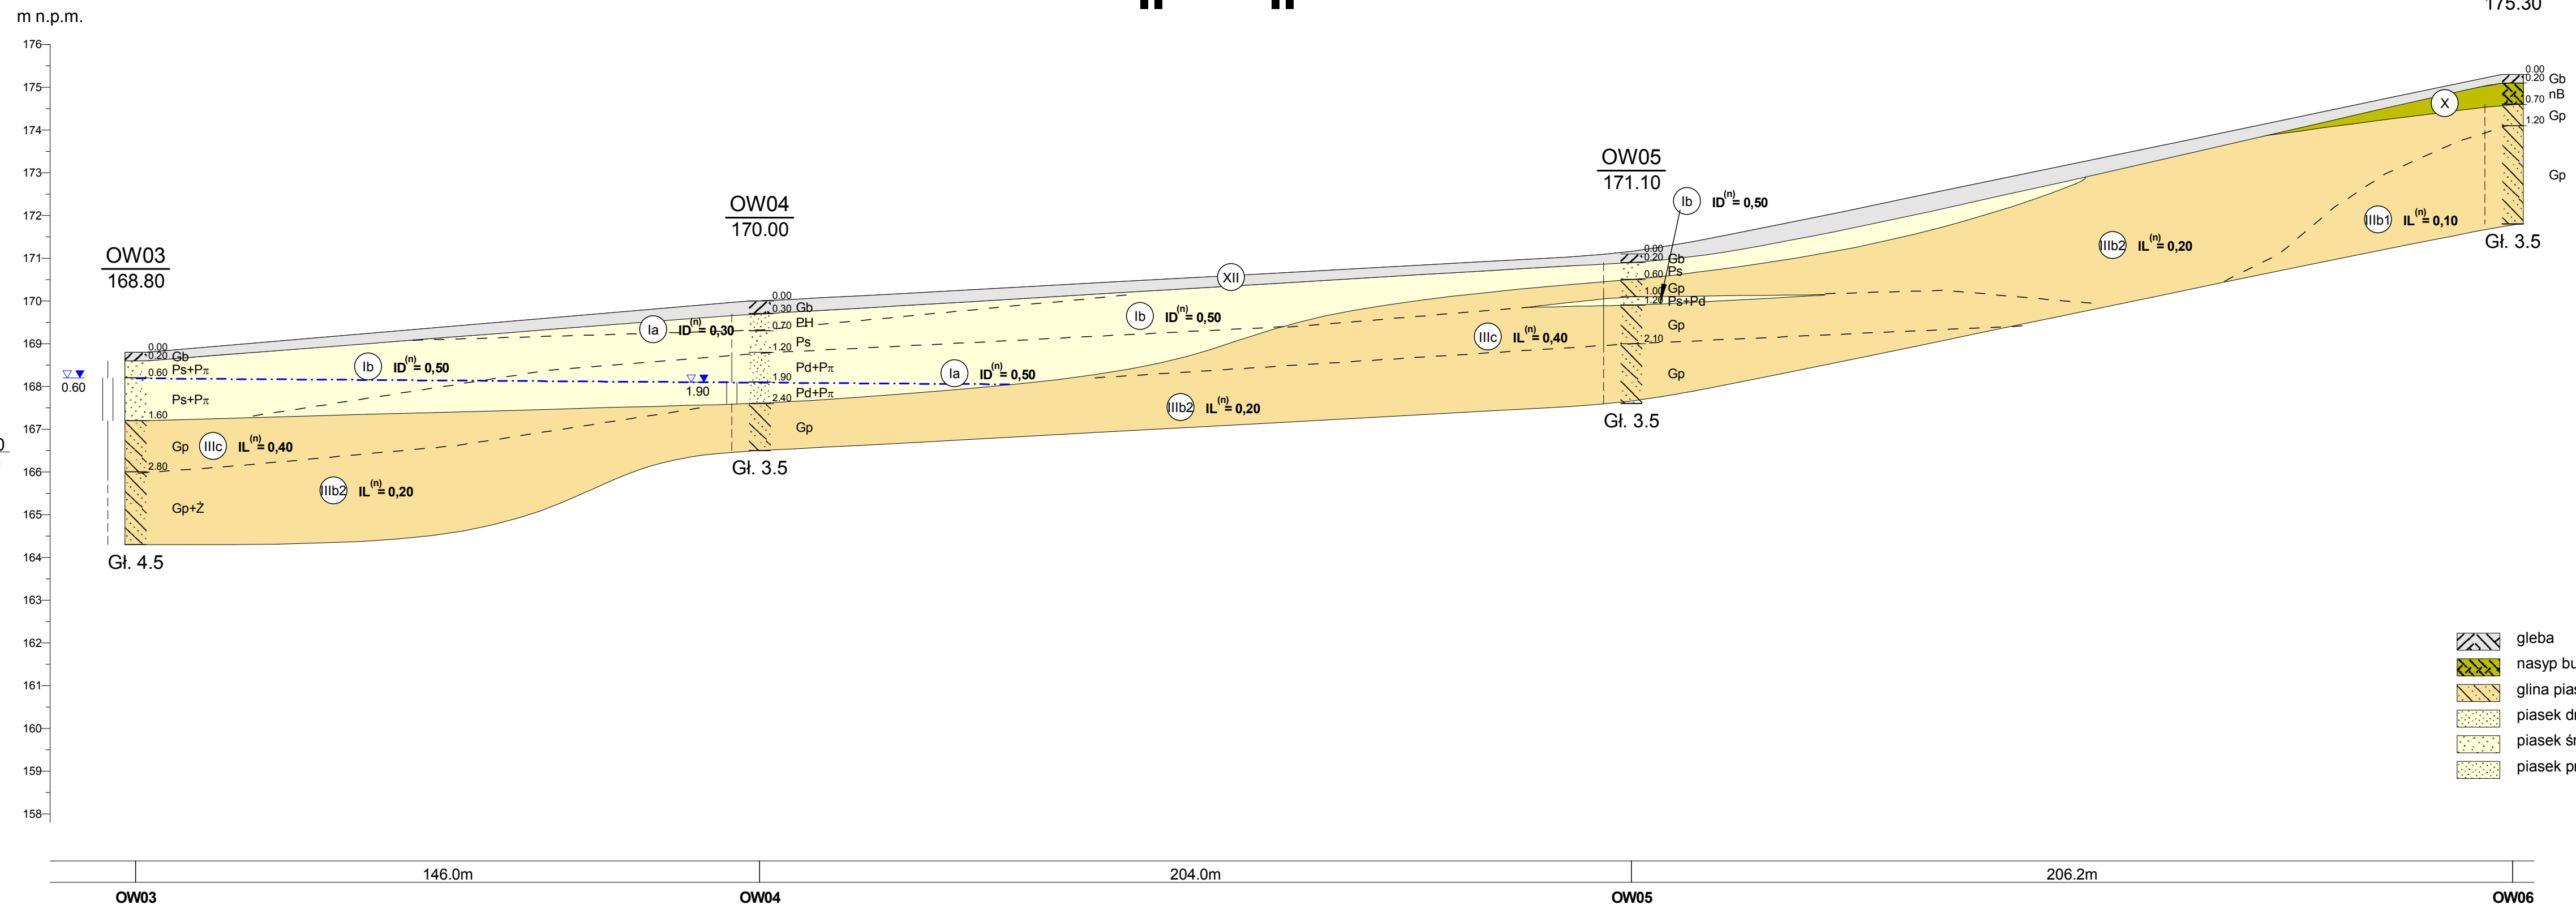 m n.p.m.
175.30
176
175
174
173
172
171
170
169
168
167
166
165
164
163
162
161
160
159
158
OW03
168.80
0.00
0.20
Gb
Ps+Pπ
0.60
0.60
Ps+Pπ
1.60
Gp
2.80
Gp+Ż
Gł. 4.5
IIIc IL(n)= 0,40
IIIb2 IL(n)= 0,20
Ib ID(n)= 0,50
Ia ID(n)= 0,30
OW04
170.00
0.00
Gb
0.30
PH
0.70
Ps
1.20
Pd+Pπ
1.90
1.90
Pd+Pπ
2.40
Gp
Gł. 3.5
Ia ID(n)= 0,50
Ib ID(n)= 0,50
XII
IIIb2 IL(n)= 0,20
IIIc IL(n)= 0,40
OW05
171.10
Ib ID(n)= 0,50
0.00
0.20
Gb
Ps
0.60
Gp
1.00
1.20
Ps+Pd
Gp
2.10
Gp
Gł. 3.5
IIIb2 IL(n)= 0,20
IIIb1 IL(n)= 0,10
X
0.00
0.20
Gb
nB
0.70
Gp
1.20
Gp
Gł. 3.5
gleba
nasyp bu
glina pias
piasek dr
piasek śr
piasek pr
146.0m
204.0m
206.2m
OW03
OW04
OW05
OW06